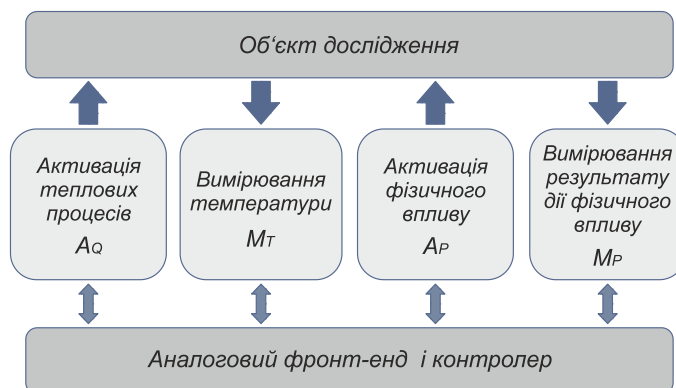 Об‘єкт дослідження
Активація
теплових
процесів
AQ
Вимірювання
температури
MT
Активація
фізичного
впливу
AP
Вимірювання
результату
дії фізичного
впливу
MP
Аналоговий фронт-енд і контролер